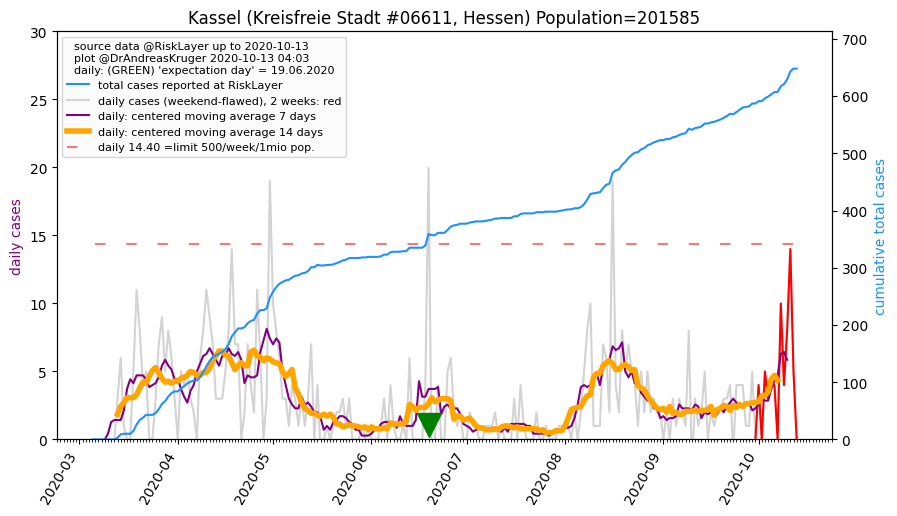 Kassel (Kreisfreie Stadt #06611, Hessen) Population=201585
source data @RiskLayer up to 2020-10-13
plot @DrAndreasKruger 2020-10-13 04:03
daily: (GREEN) 'expectation day' = 19.06.2020
total cases reported at RiskLayer
daily cases (weekend-flawed), 2 weeks: red
daily: centered moving average 7 days
daily: centered moving average 14 days
daily 14.40 =limit 500/week/1mio pop.
daily cases
30
25
20
15
10
5
0
700
600
500
400
300
200
100
0
cumulative total cases
2020-03
2020-04
2020-05
2020-06
2020-07
2020-08
2020-09
2020-10